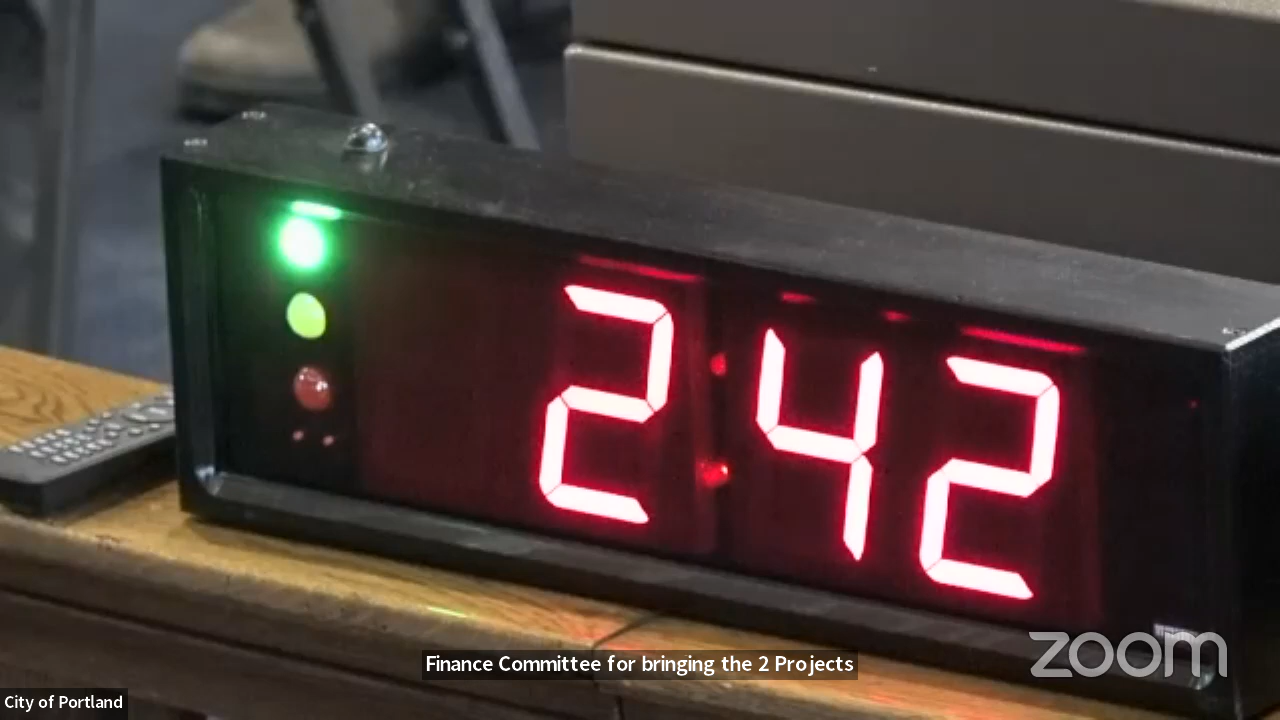 2:42
zoom
Finance Committee for bringing the 2 Projects
City of Portland